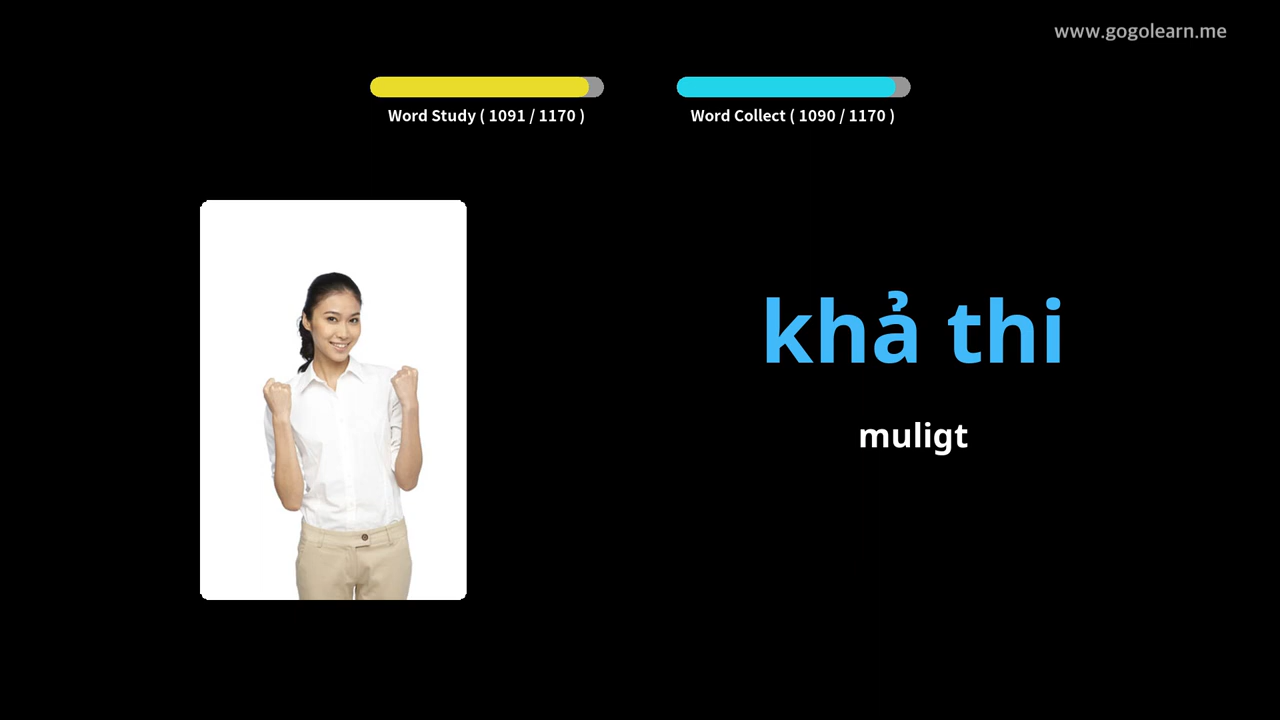 www.gogolearn.me
Word Study ( 1091 / 1170 )
Word Collect ( 1090 / 1170 )
khả thi
muligt